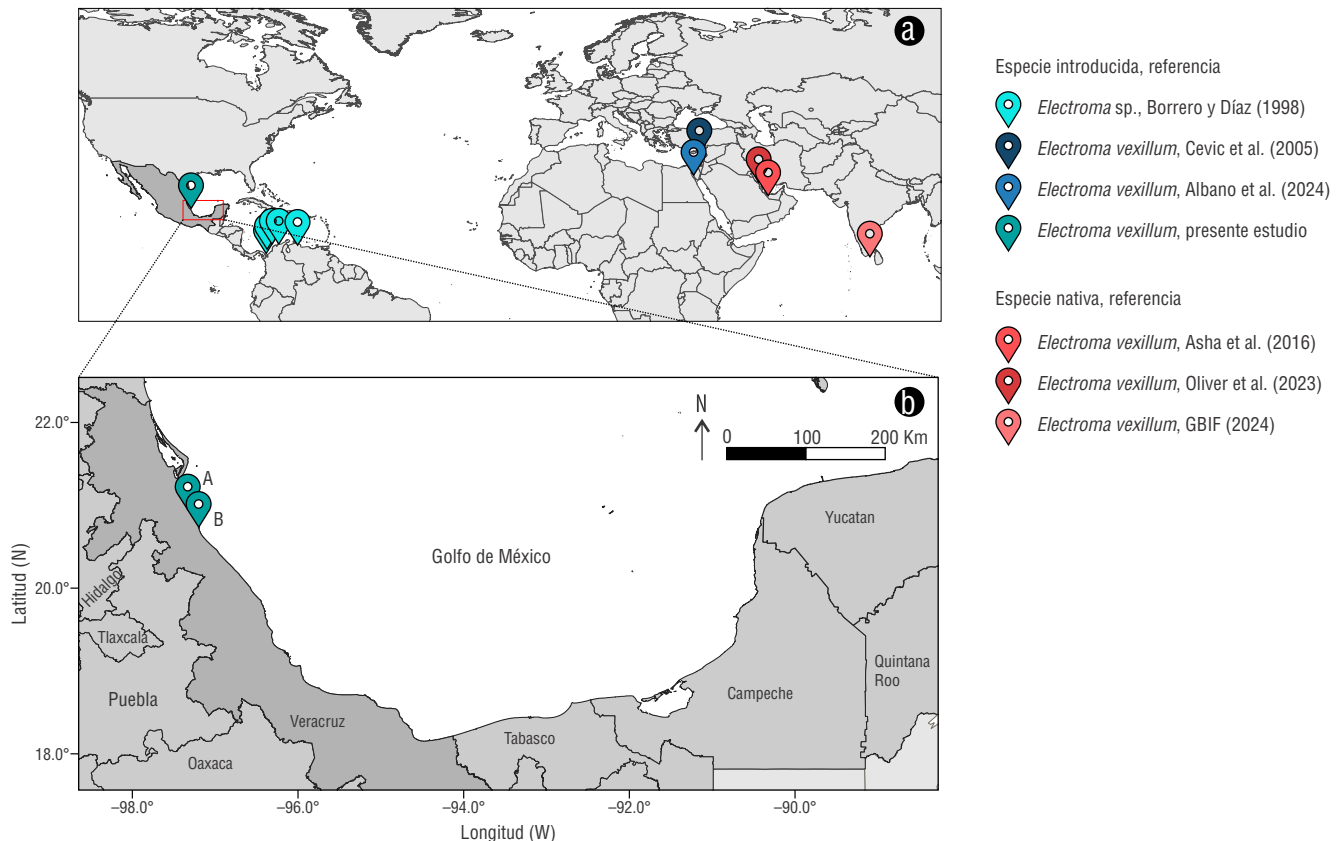 a
Especie introducida, referencia
Electroma sp., Borrero y Díaz (1998)
Electroma vexillum, Cevic et al. (2005)
Electroma vexillum, Albano et al. (2024)
Electroma vexillum, presente estudio
Especie nativa, referencia
Electroma vexillum, Asha et al. (2016)
Electroma vexillum, Oliver et al. (2023)
Electroma vexillum, GBIF (2024)
b
N
0 100 200 Km
22.0°
20.0°
18.0°
Latitud (N)
A
B
Golfo de México
Yucatan
Hidalgo
Tlaxcala
Puebla
Quintana
Roo
Campeche
Veracruz
Tabasco
Oaxaca
−98.0° −96.0° −94.0° −92.0° −90.0°
Longitud (W)